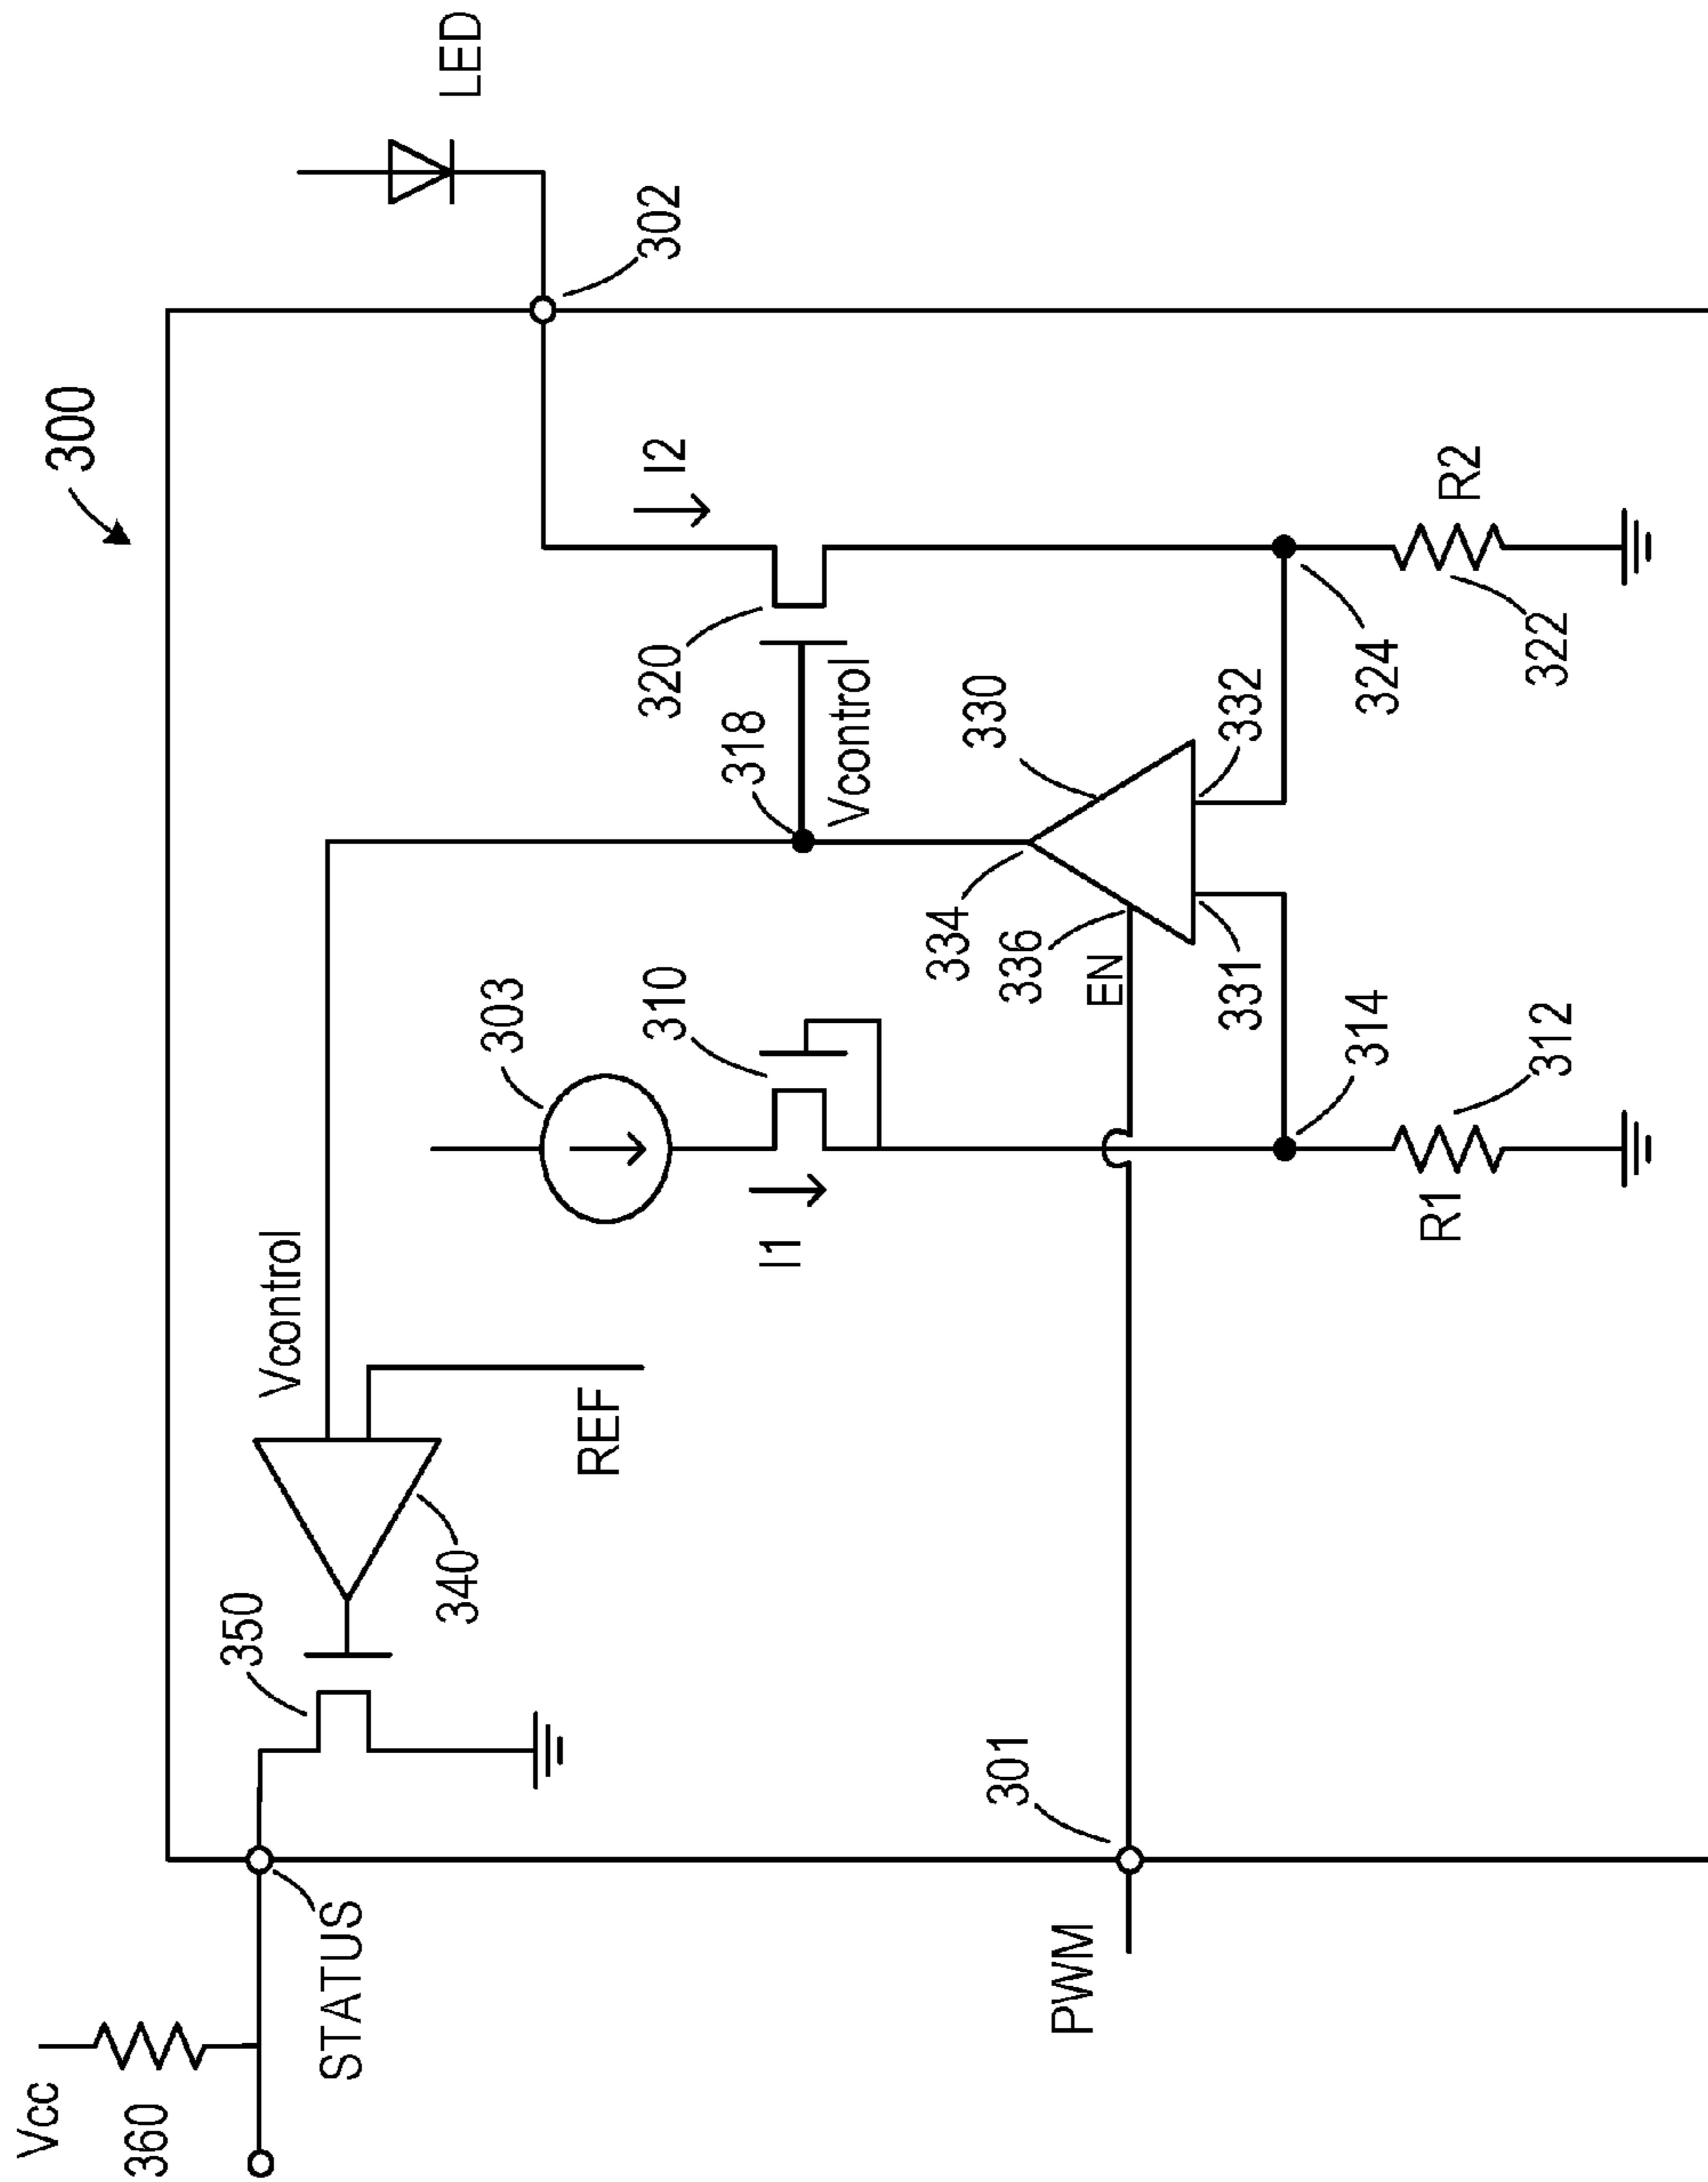 300
Vcc
360
STATUS
350
340
Vcontrol
REF
303
I1
310
318
Vcontrol
320
I2
302
LED
334
336
EN
330
331
332
PWM
301
314
R1
312
324
322
R2